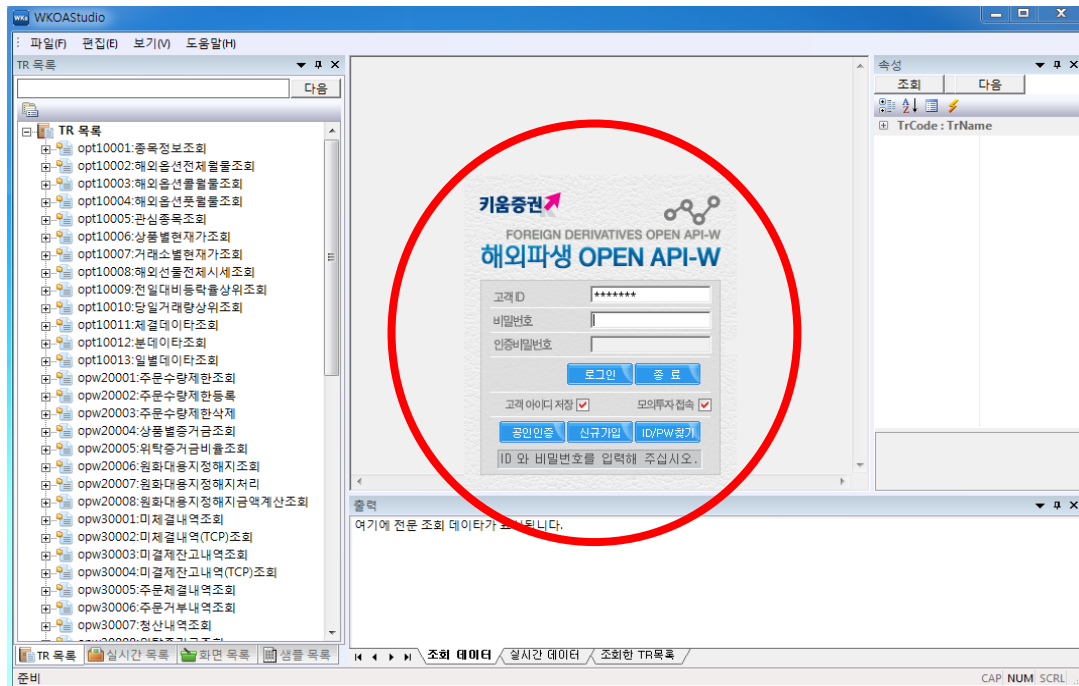 WKOAStudio
파일(F) 편집(E) 보기(V) 도움말(H)
TR 목록
다음
TR 목록
opt10001:종목정보조회
opt10002:해외옵션전체월물조회
opt10003:해외옵션콜월물조회
opt10004:해외옵션풋월물조회
opt10005:관심종목조회
opt10006:상품별현재가조회
opt10007:거래소별현재가조회
opt10008:해외선물전체시세조회
opt10009:전일대비등락율상위조회
opt10010:당일거래량상위조회
opt10011:체결데이타조회
opt10012:분데이타조회
opt10013:일별데이타조회
opw20001:주문수량제한조회
opw20002:주문수량제한등록
opw20003:주문수량제한삭제
opw20004:상품별증거금조회
opw20005:위탁증거금비율조회
opw20006:원화대용지정해지조회
opw20007:원화대용지정해지처리
opw20008:원화대용지정해지금액계산조회
opw30001:미체결내역조회
opw30002:미체결내역(TCP)조회
opw30003:미결제잔고내역조회
opw30004:미결제잔고내역(TCP)조회
opw30005:주문체결내역조회
opw30006:주문거부내역조회
opw30007:청산내역조회
TR 목록 실시간 목록 화면 목록 샘플 목록
키움증권
FOREIGN DERIVATIVES OPEN API-W
해외파생 OPEN API-W
고객 ID *******
비밀번호
인증비밀번호
로그인 종 료
고객 아이디 저장 모의투자 접속
공인인증 신규가입 ID/PW찾기
ID 와 비밀번호를 입력해 주십시오.
속성
조회 다음
TrCode : TrName
출력
여기에 전문 조회 데이타가 표시됩니다.
조회 데이터 실시간 데이터 조회한 TR목록
준비
CAP NUM SCRL